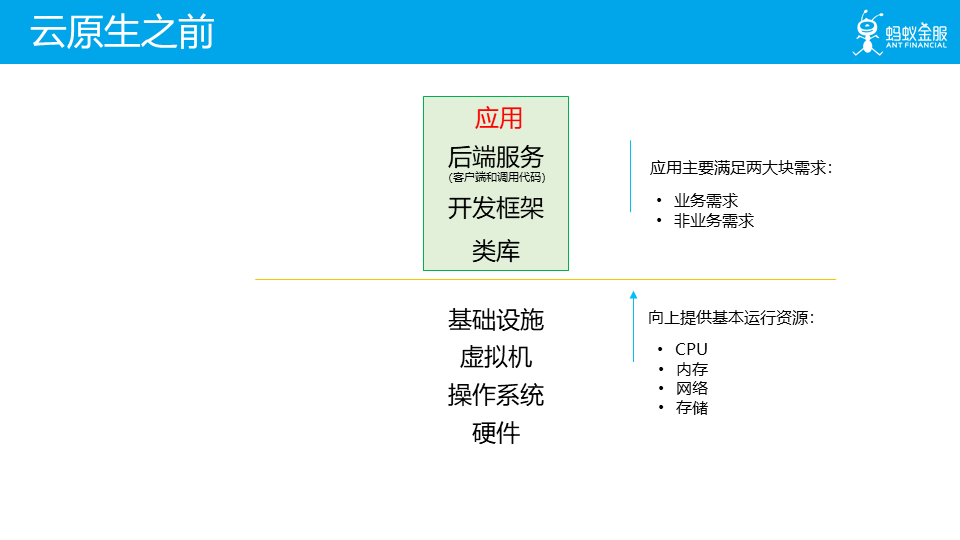 云原生之前
蚂蚁金服
ANT FINANCIAL
应用
后端服务
(客户端和调用代码)
开发框架
类库
应用主要满足两大块需求：
• 业务需求
• 非业务需求
基础设施
虚拟机
操作系统
硬件
向上提供基本运行资源：
• CPU
• 内存
• 网络
• 存储